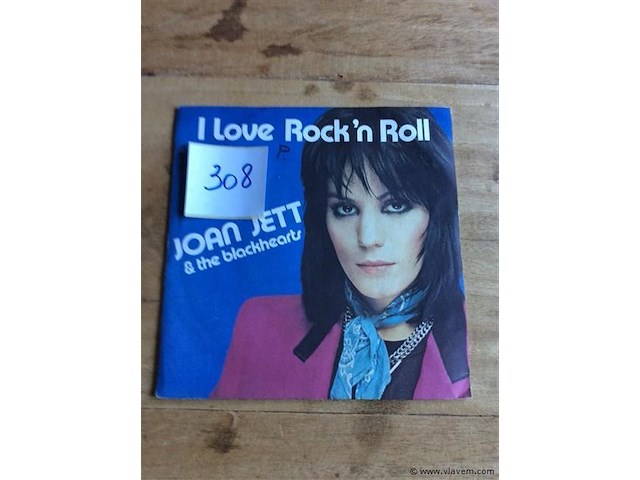 I Love Rock'n Roll
P.
308
JOAN JETT
& the blackhearts
© www.vlavem.com